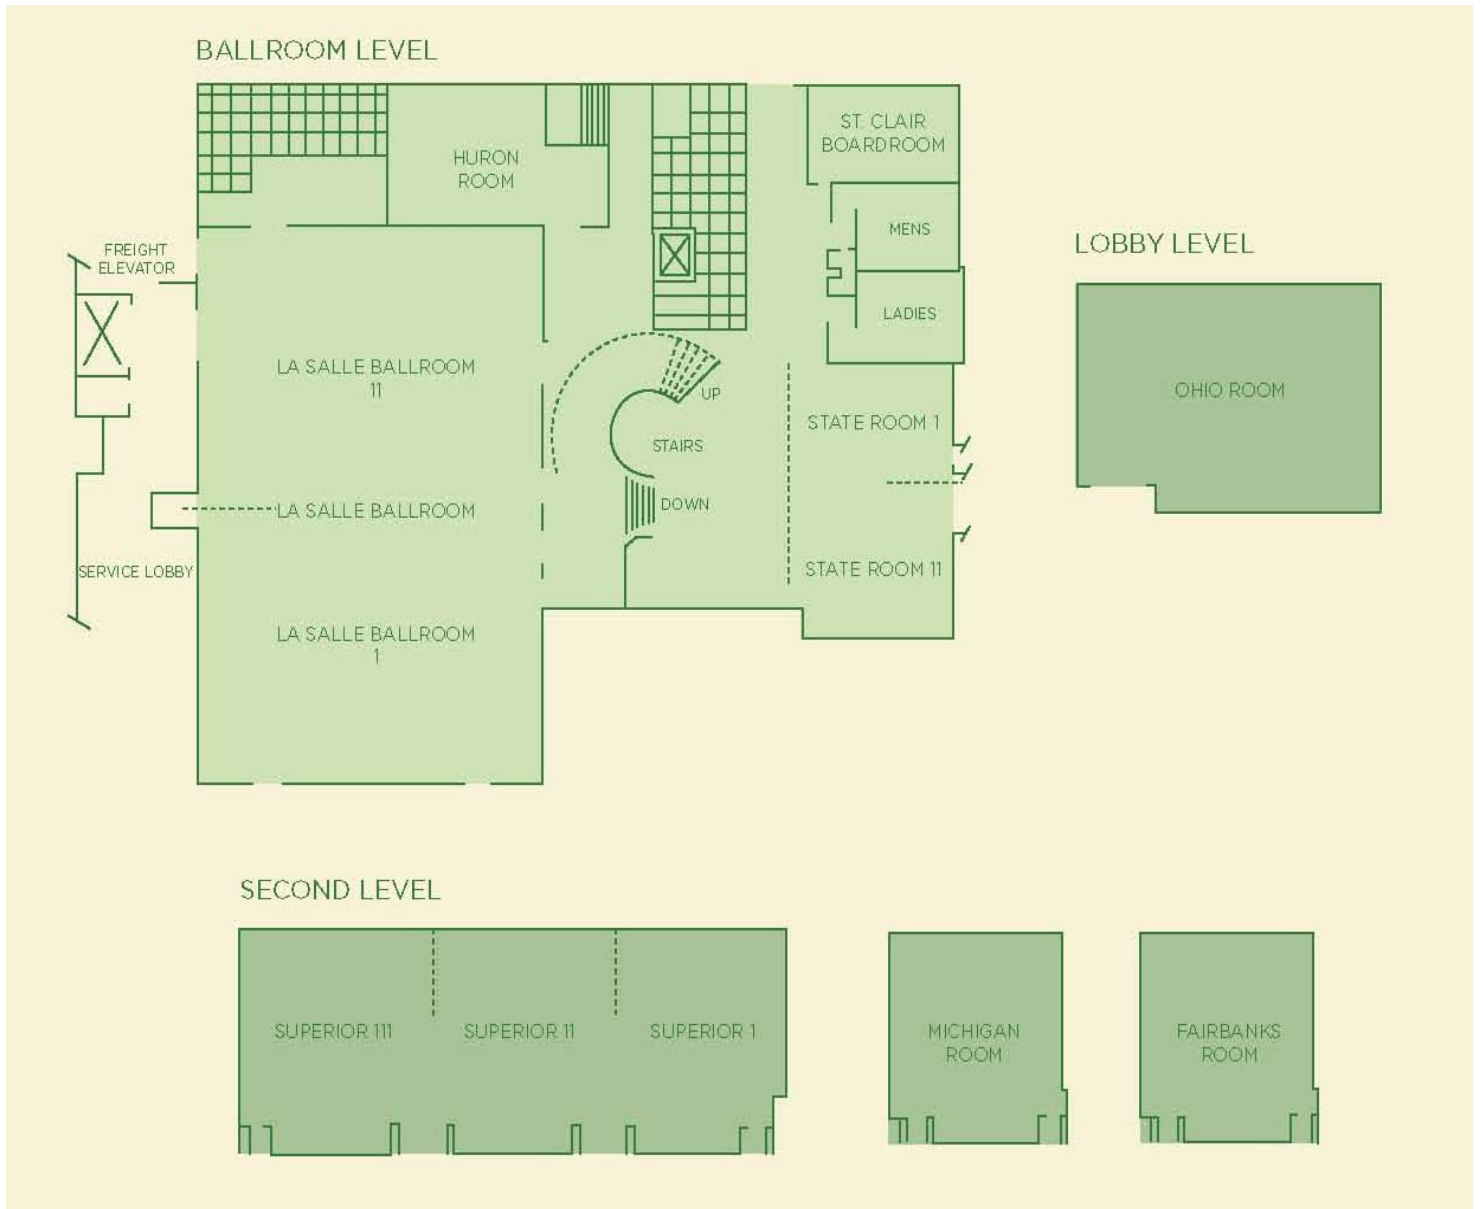 BALLROOM LEVEL
ST. CLAIR
BOARDROOM
HURON
ROOM
MENS
FREIGHT
ELEVATOR
LADIES
LA SALLE BALLROOM
11
UP
STATE ROOM 1
STAIRS
LA SALLE BALLROOM
DOWN
SERVICE LOBBY
STATE ROOM 11
LA SALLE BALLROOM
1
LOBBY LEVEL
OHIO ROOM
SECOND LEVEL
SUPERIOR 111
SUPERIOR 11
SUPERIOR 1
MICHIGAN
ROOM
FAIRBANKS
ROOM